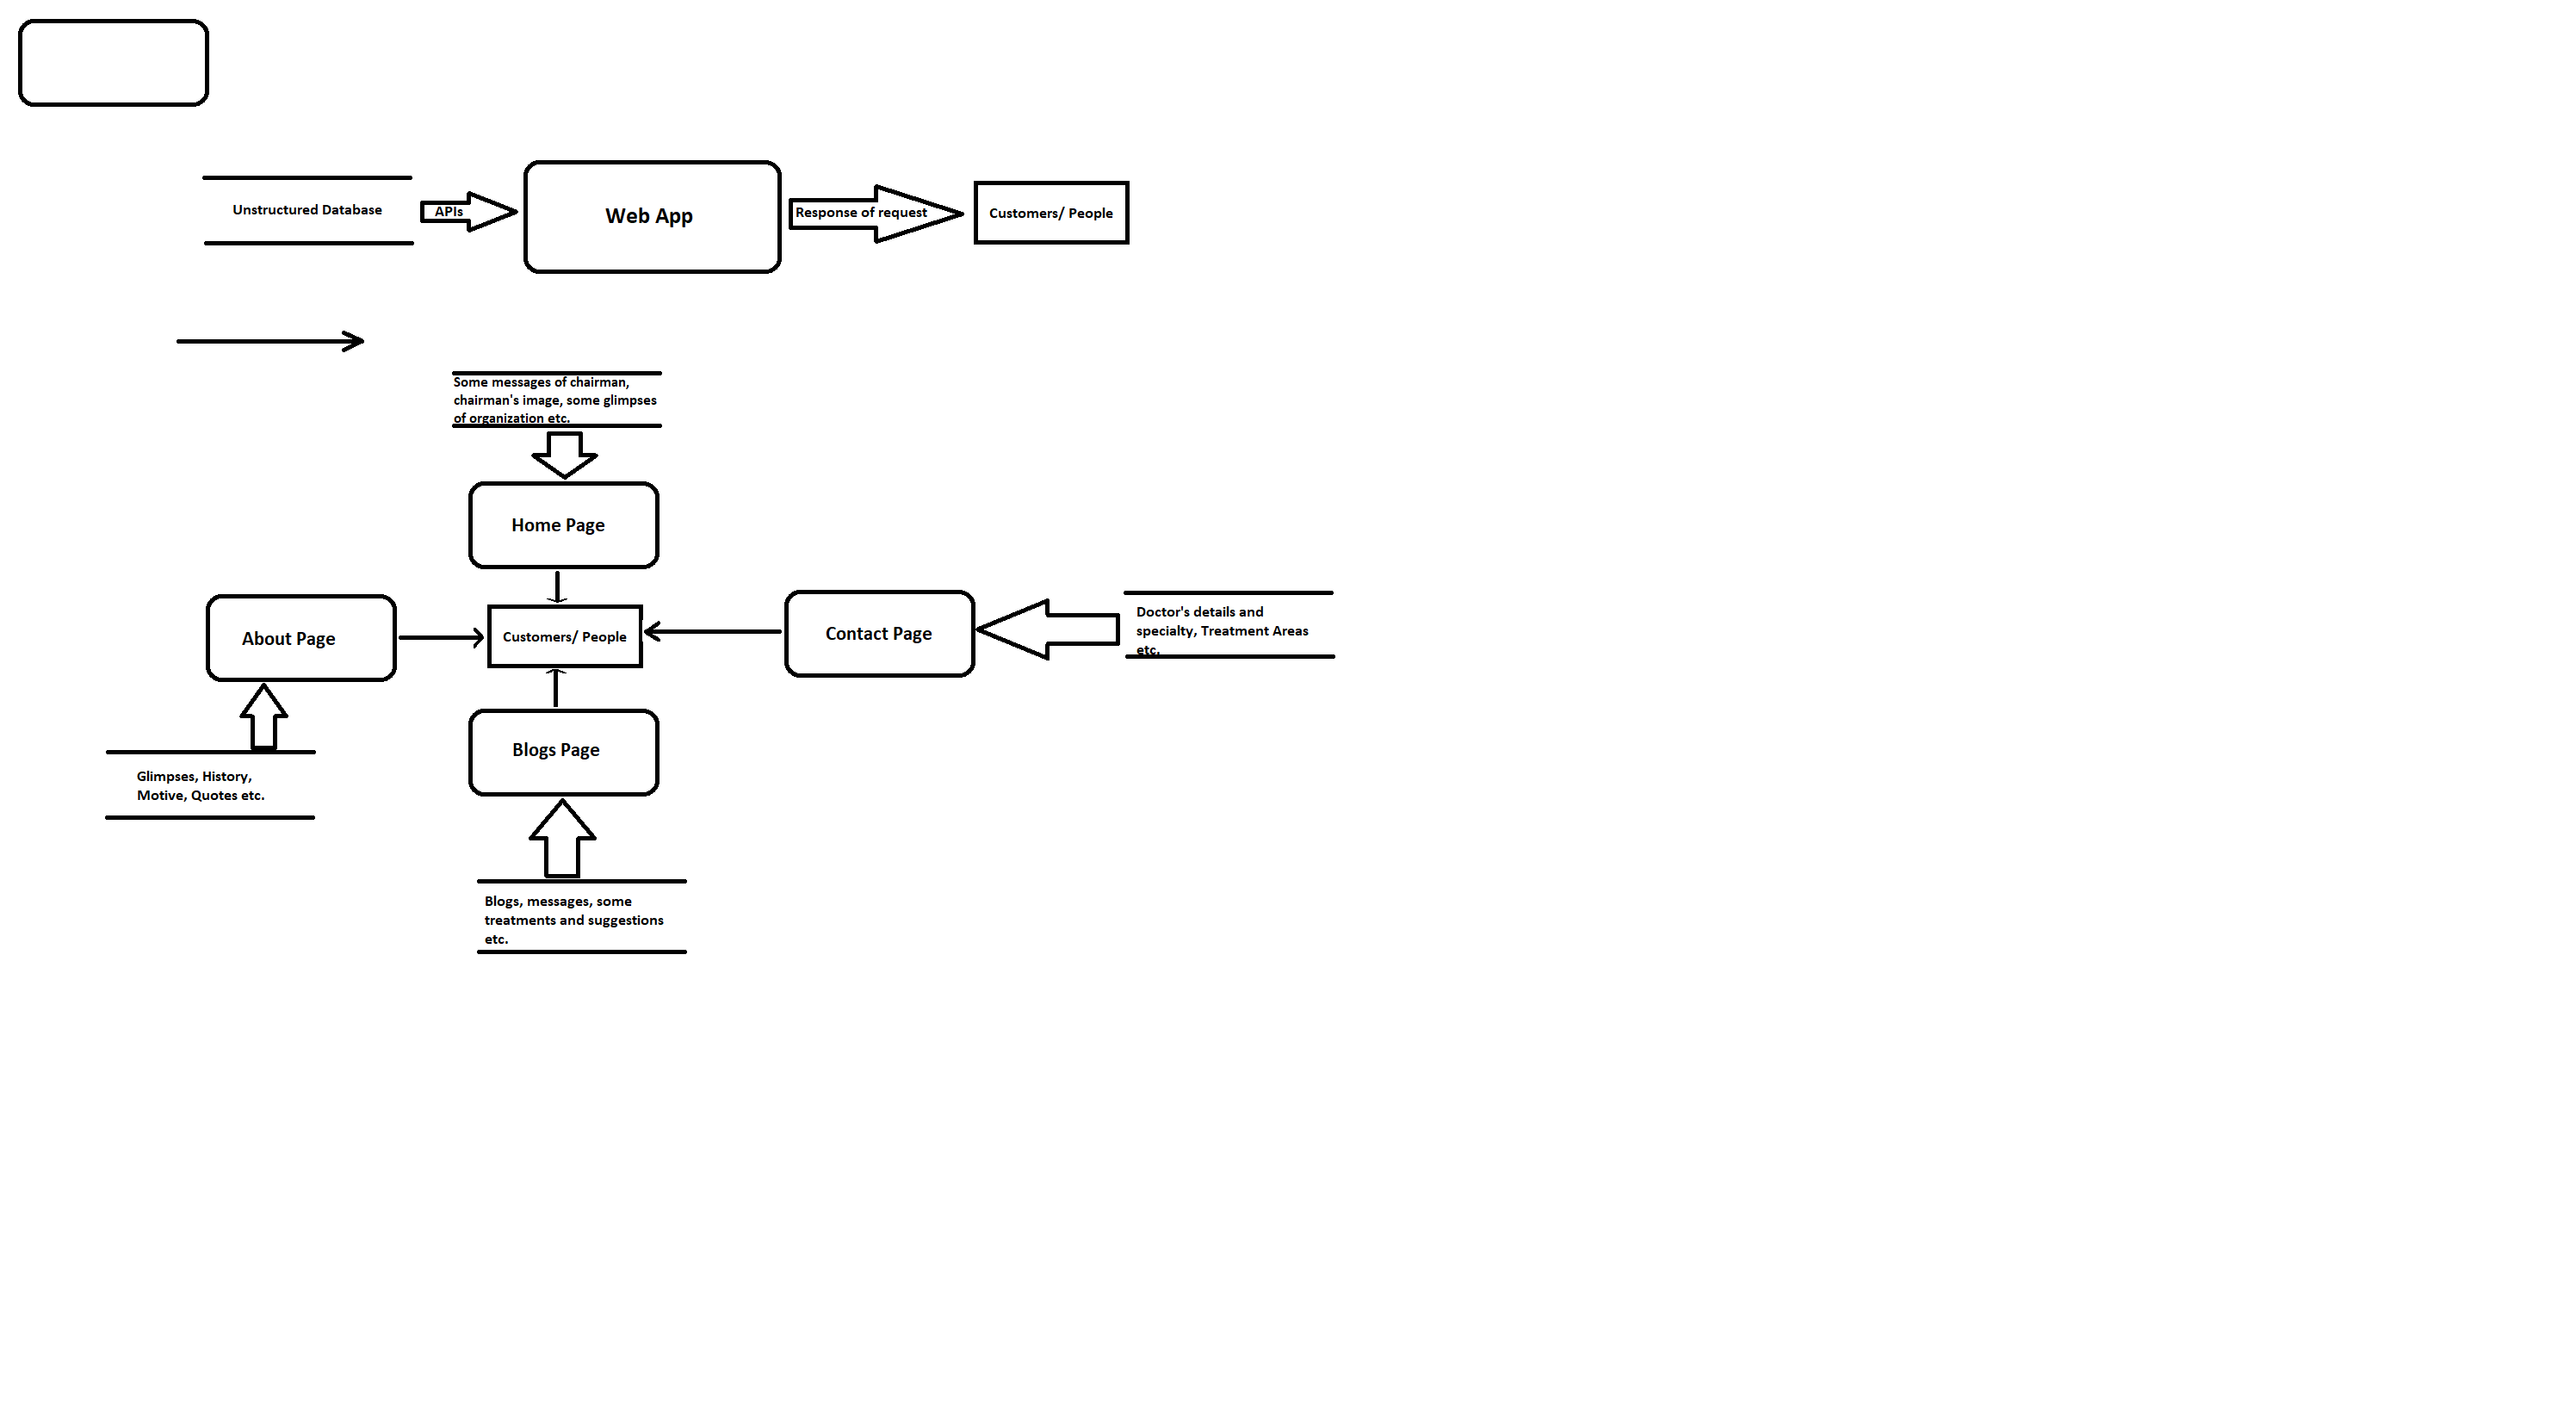 Unstructured Database
APIs
Web App
Response of request
Customers/ People
Some messages of chairman,
chairman's image, some glimpses
of organization etc.
Home Page
About Page
Customers/ People
Contact Page
Doctor's details and
specialty, Treatment Areas
etc.
Blogs Page
Glimpses, History,
Motive, Quotes etc.
Blogs, messages, some
treatments and suggestions
etc.